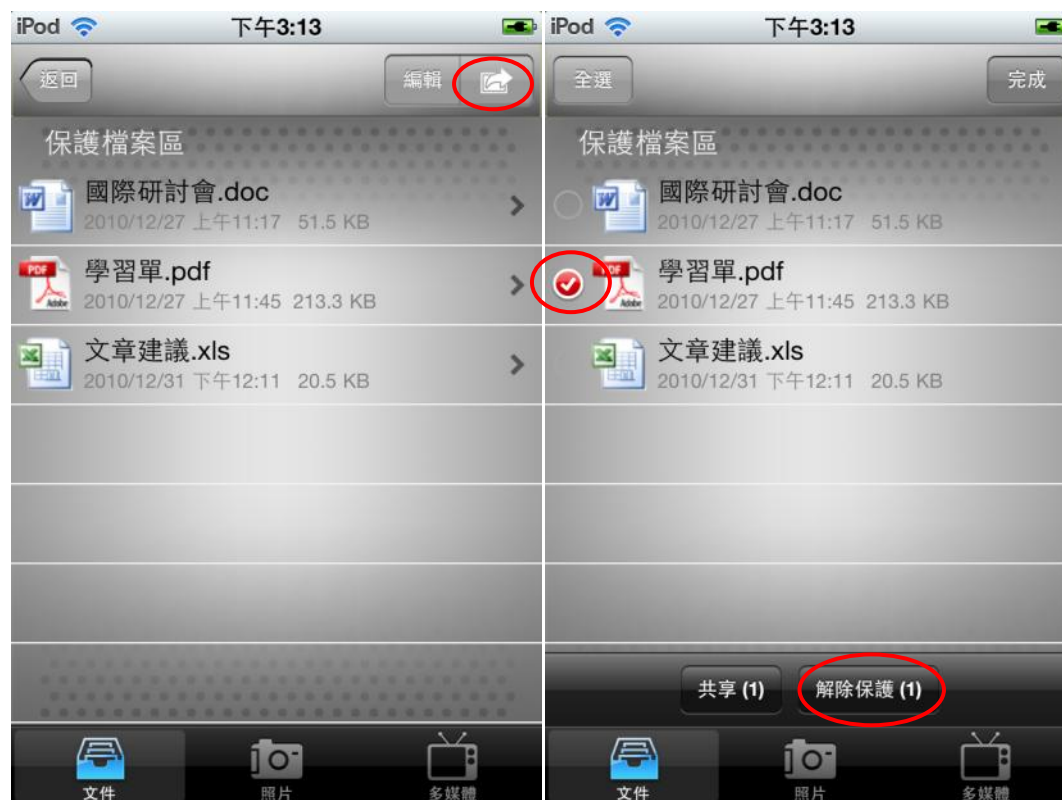 iPod 下午3:13
返回 編輯
保護檔案區
國際研討會.doc
2010/12/27 上午11:17 51.5 KB
PDF
Adobe
學習單.pdf
2010/12/27 上午11:45 213.3 KB
文章建議.xls
2010/12/31 下午12:11 20.5 KB
文件 照片 多媒體
iPod 下午3:13
全選 完成
保護檔案區
國際研討會.doc
2010/12/27 上午11:17 51.5 KB
PDF
Adobe
學習單.pdf
2010/12/27 上午11:45 213.3 KB
文章建議.xls
2010/12/31 下午12:11 20.5 KB
共享 (1) 解除保護 (1)
文件 照片 多媒體